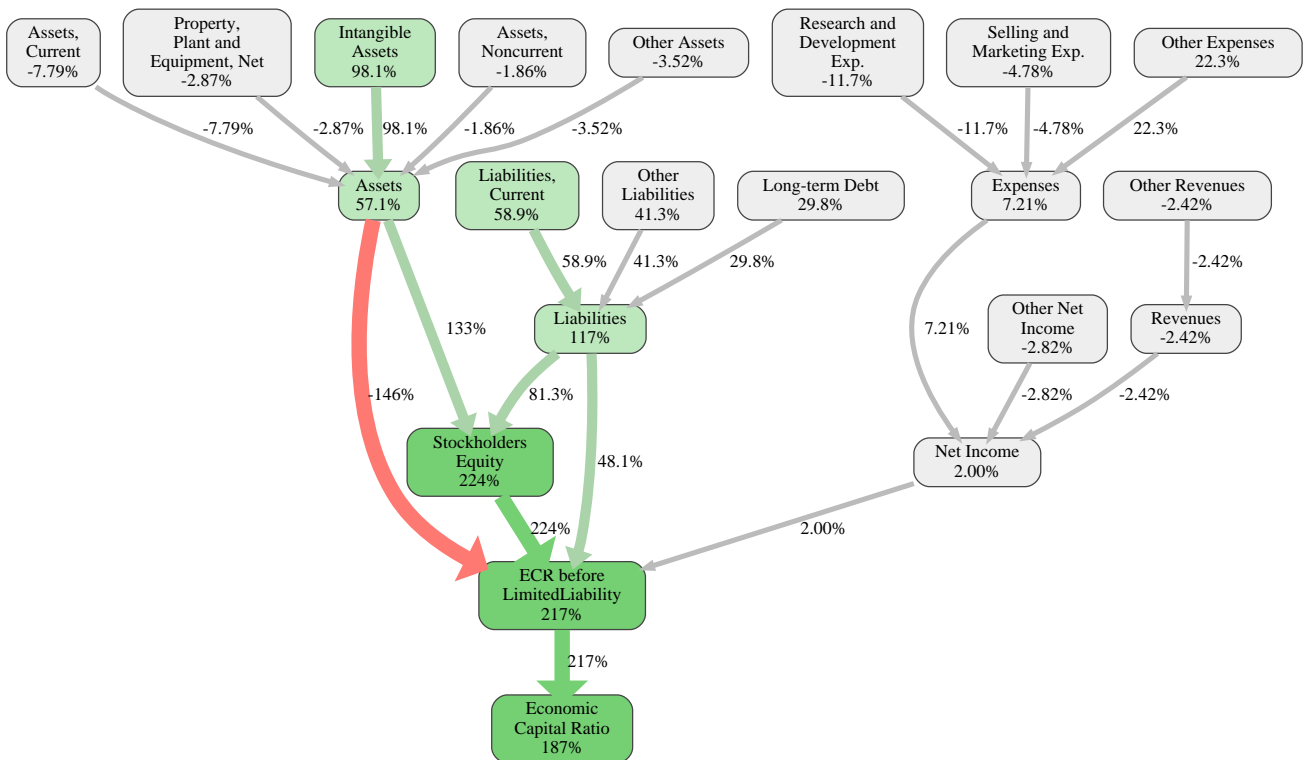 Assets,
Current
-7.79%
Property,
Plant and
Equipment, Net
-2.87%
Intangible
Assets
98.1%
Assets,
Noncurrent
-1.86%
Other Assets
-3.52%
Research and
Development
Exp.
-11.7%
Selling and
Marketing Exp.
-4.78%
Other Expenses
22.3%
-7.79%
-2.87%
98.1%
-1.86%
-3.52%
-11.7%
-4.78%
22.3%
Assets
57.1%
Liabilities,
Current
58.9%
Other
Liabilities
41.3%
Long-term Debt
29.8%
Expenses
7.21%
Other Revenues
-2.42%
58.9%
41.3%
29.8%
-2.42%
133%
Liabilities
117%
7.21%
Other Net
Income
-2.82%
Revenues
-2.42%
-146%
81.3%
-2.82%
-2.42%
Stockholders
Equity
224%
48.1%
Net Income
2.00%
224%
2.00%
ECR before
LimitedLiability
217%
217%
Economic
Capital Ratio
187%